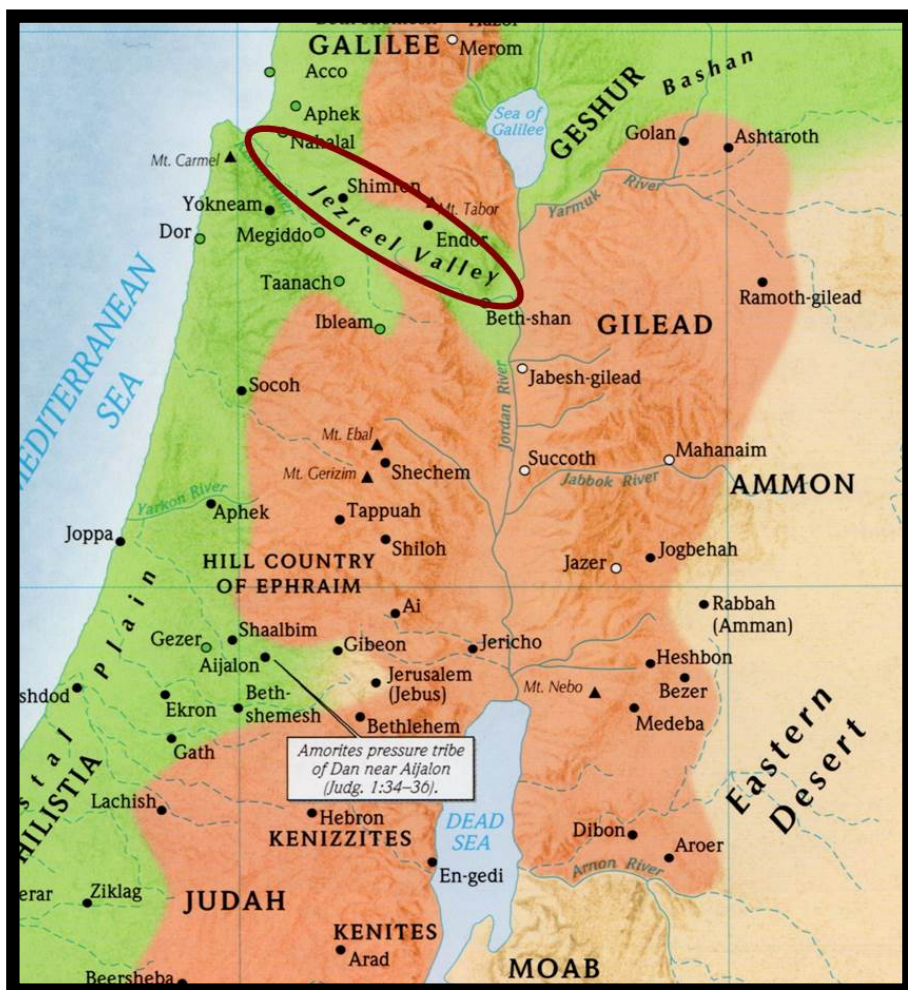 GALILEE
Merom
Acco
Aphek
Nahalal
Mt. Carmel
Shimron
Mt. Tabor
Yokneam
Endor
Dor
Megiddo
Jezreel Valley
Taanach
Ibleam
Beth-shan
Sea of
Galilee
GESHUR
Bashan
Golan
Ashtaroth
Yarmuk River
Ramoth-gilead
GILEAD
MEDITERRANEAN
SEA
Socoh
Jabesh-gilead
Jordan River
Mt. Ebal
Shechem
Mt. Gerizim
Succoth
Mahanaim
Jabbok River
AMMON
Yarkon River
Aphek
Tappuah
Joppa
Shiloh
HILL COUNTRY
OF EPHRAIM
Jazer
Jogbehah
Ai
Rabbah
(Amman)
Plain
Shaalbim
Gezer
Gibeon
Jericho
Aijalon
Heshbon
Jerusalem
(Jebus)
Mt. Nebo
Bezer
shdod
Ekron
Beth-
shemesh
Bethlehem
Medeba
Gath
Amorites pressure tribe
of Dan near Aijalon
(Judg. 1:34–36).
Eastern
Desert
stal
HILISTIA
Lachish
Hebron
KENIZZITES
DEAD
SEA
Dibon
Aroer
Arnon River
En-gedi
erar
Ziklag
JUDAH
KENITES
Arad
MOAB
Beersheba